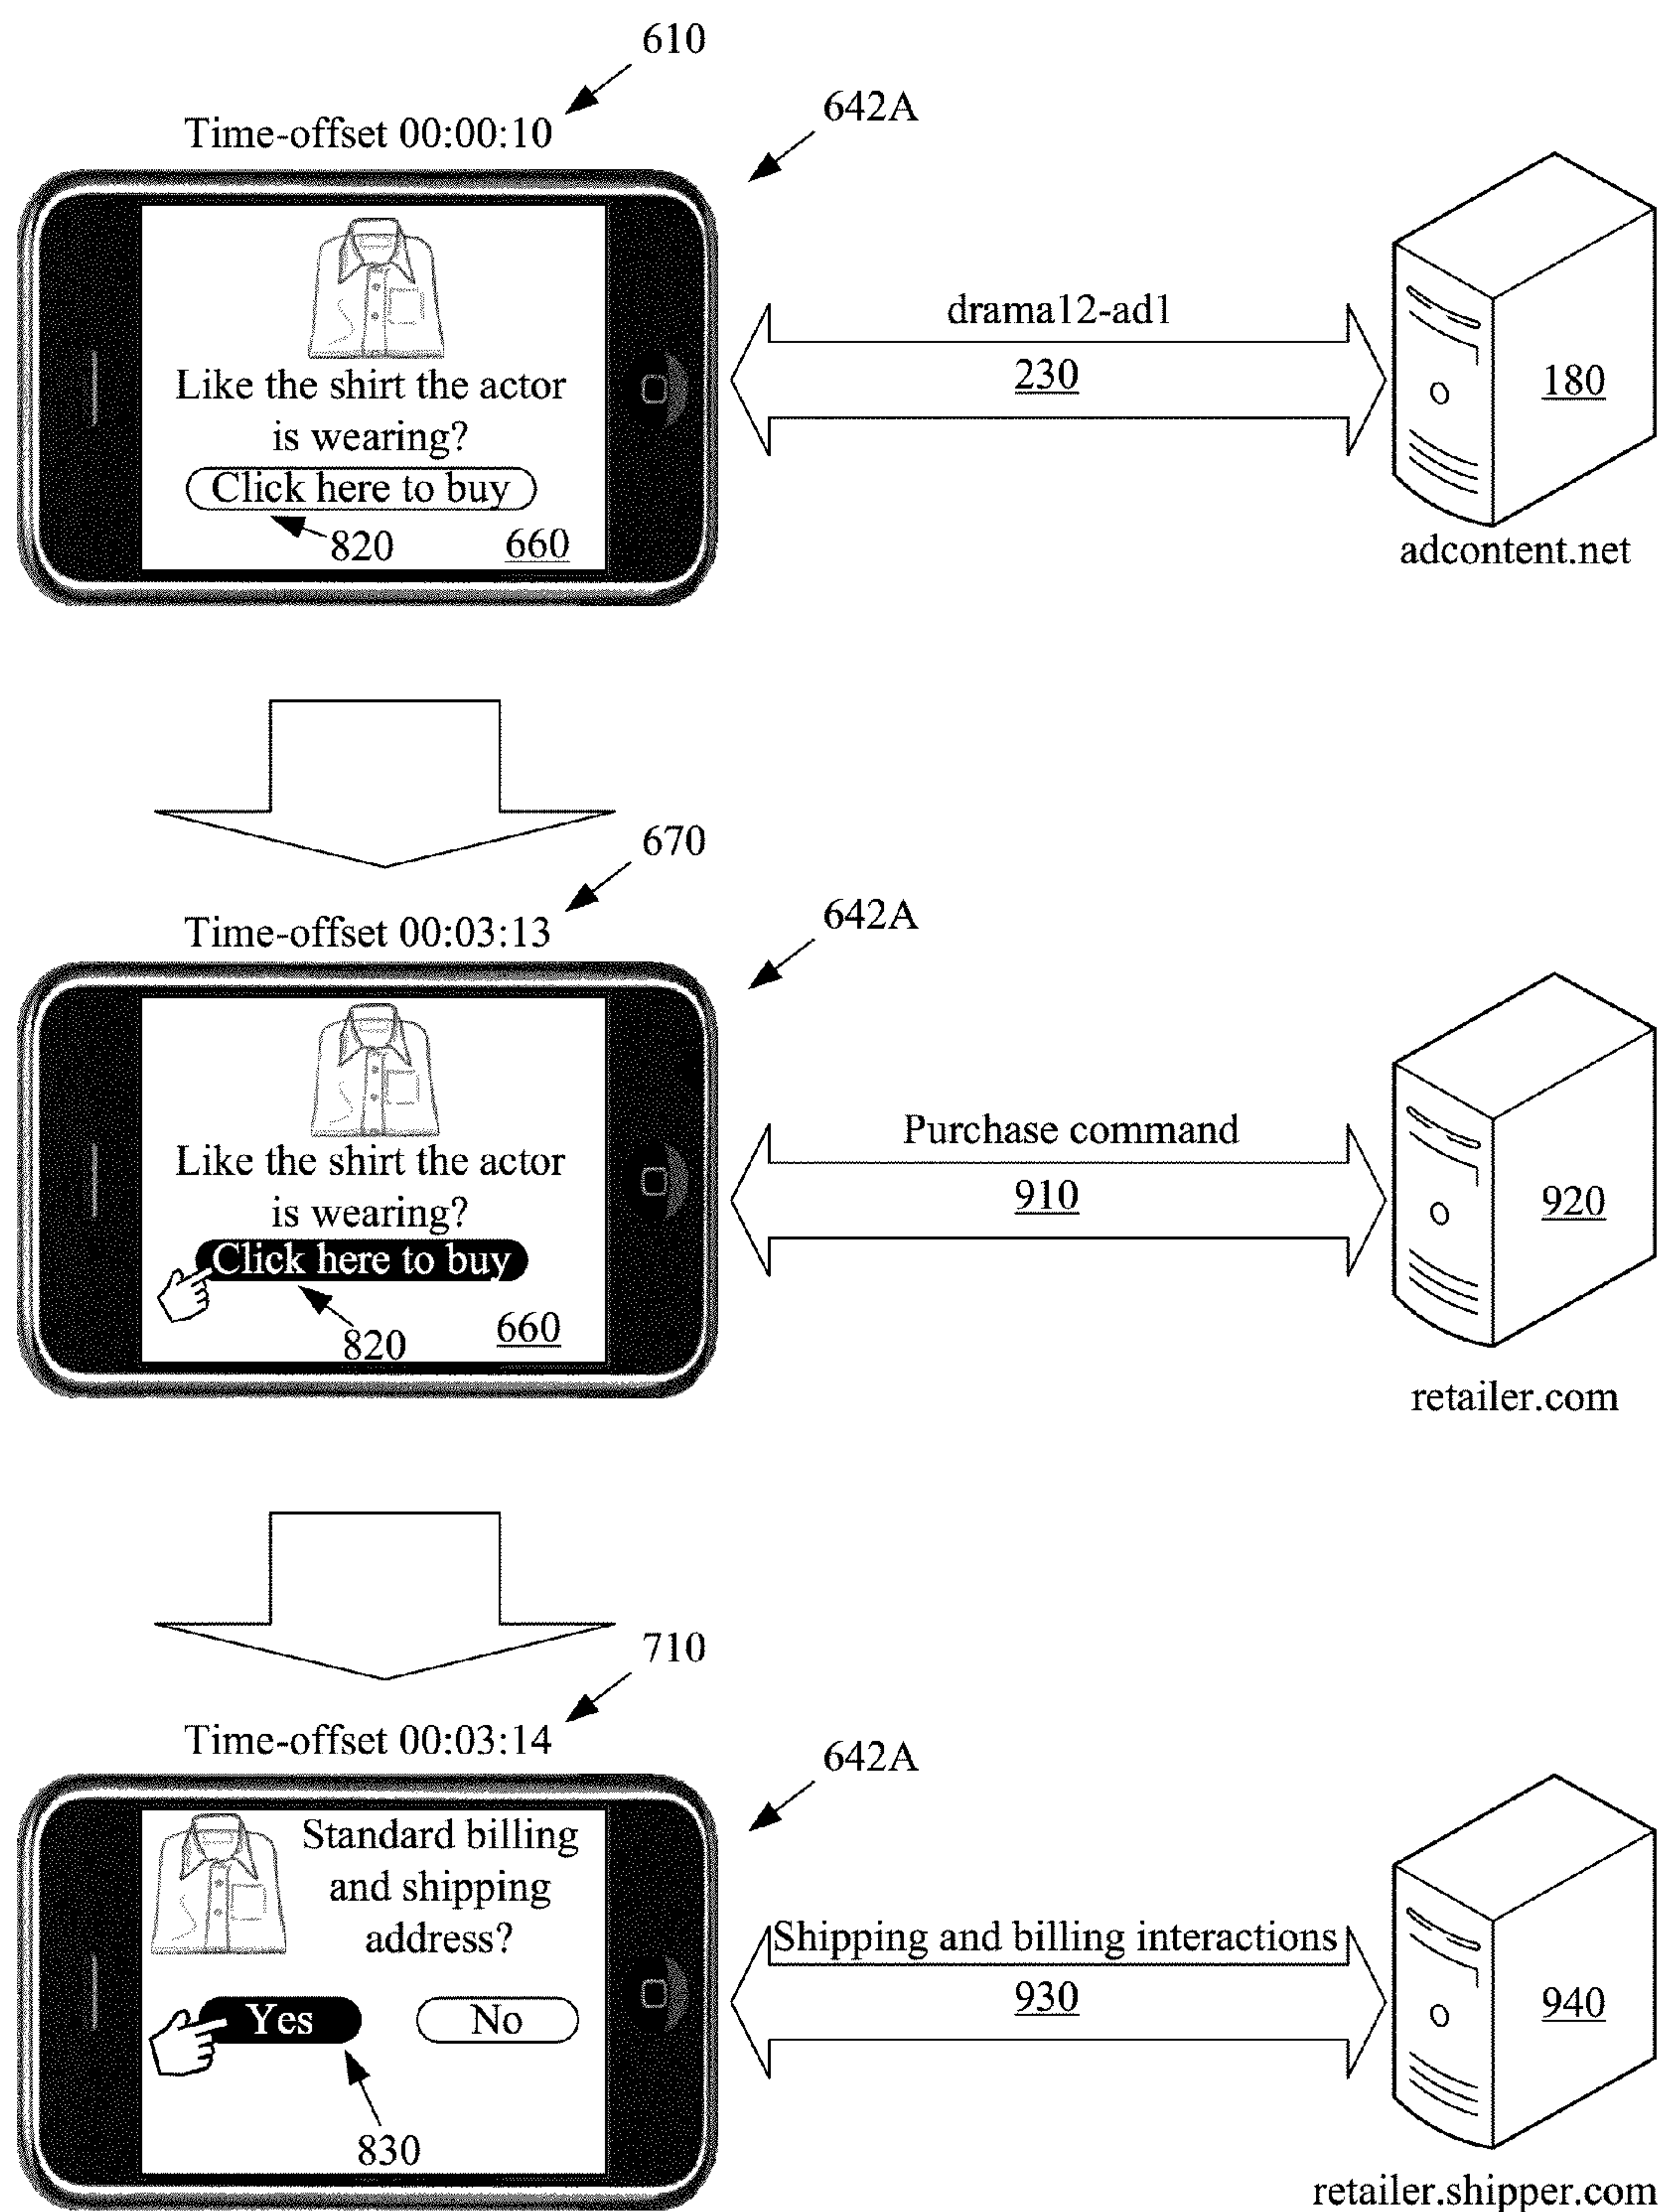 610
642A
Time-offset 00:00:10
Like the shirt the actor
is wearing?
Click here to buy
820
660
drama12-ad1
230
180
adcontent.net
670
642A
Time-offset 00:03:13
Like the shirt the actor
is wearing?
Click here to buy
820
660
Purchase command
910
920
retailer.com
710
642A
Time-offset 00:03:14
Standard billing
and shipping
address?
Yes
No
830
Shipping and billing interactions
930
940
retailer.shipper.com